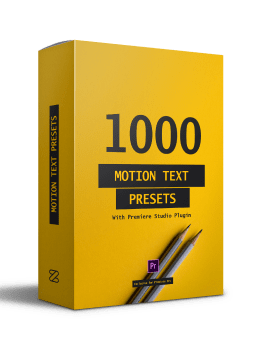 MOTION TEXT PRESETS
1000
MOTION TEXT
PRESETS
With Premiere Studio Plugin
Pr